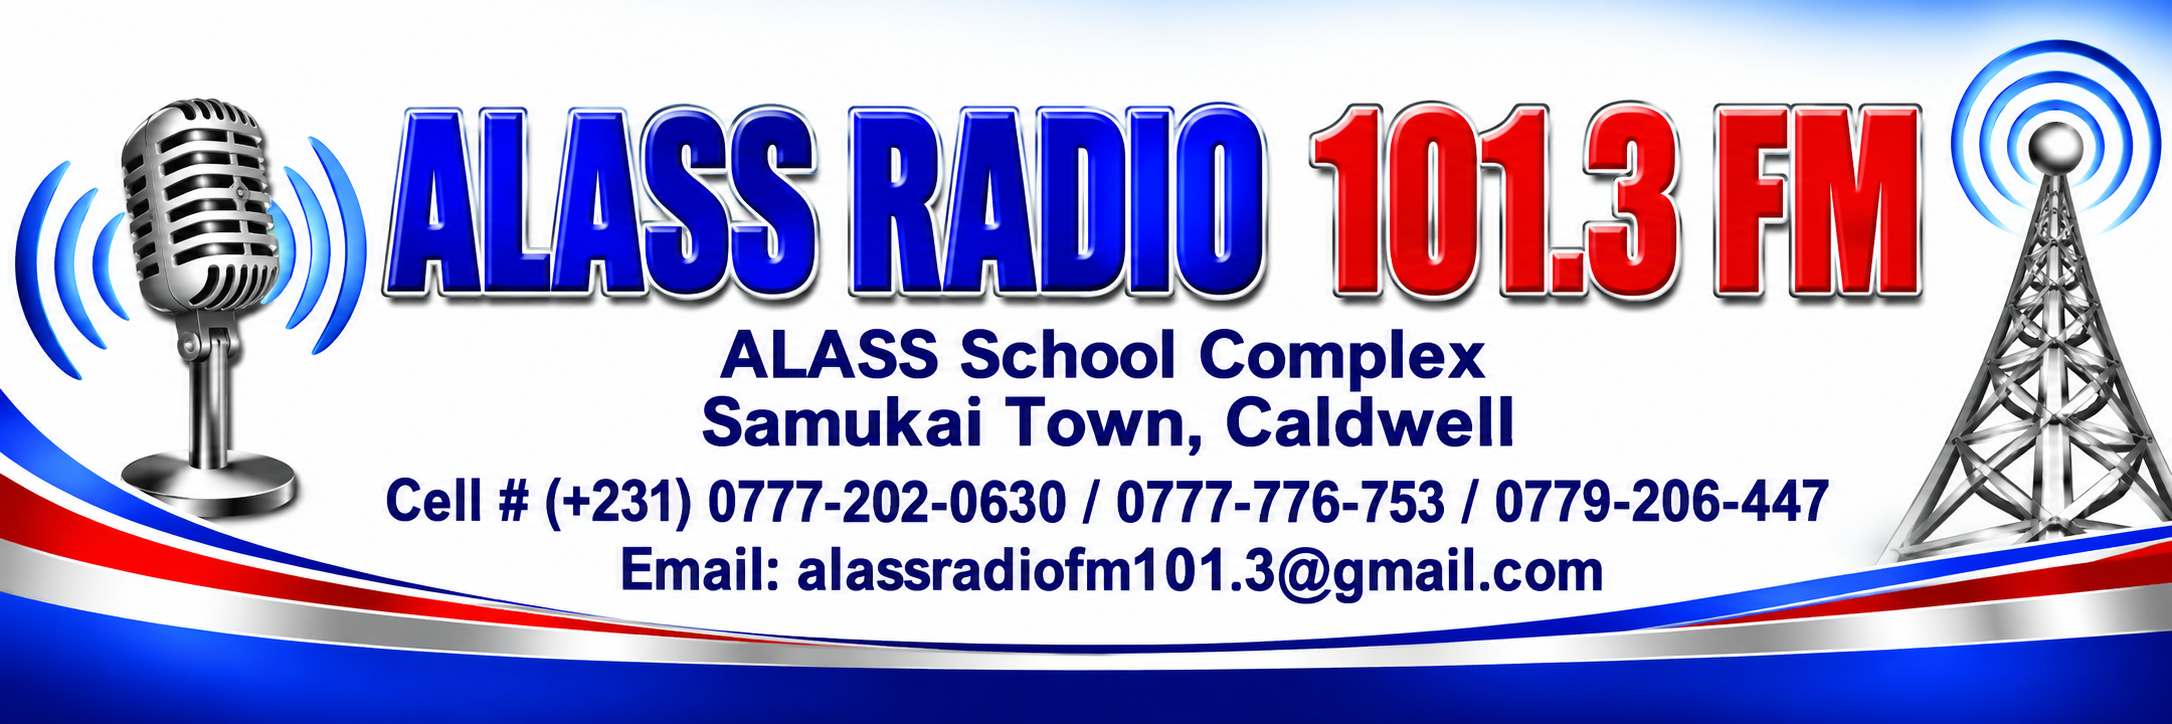 ALASS RADIO 101.3 FM
ALASS School Complex
Samukai Town, Caldwell
Cell # (+231) 0777-202-0630 / 0777-776-753 / 0779-206-447
Email: alassradiofm101.3@gmail.com